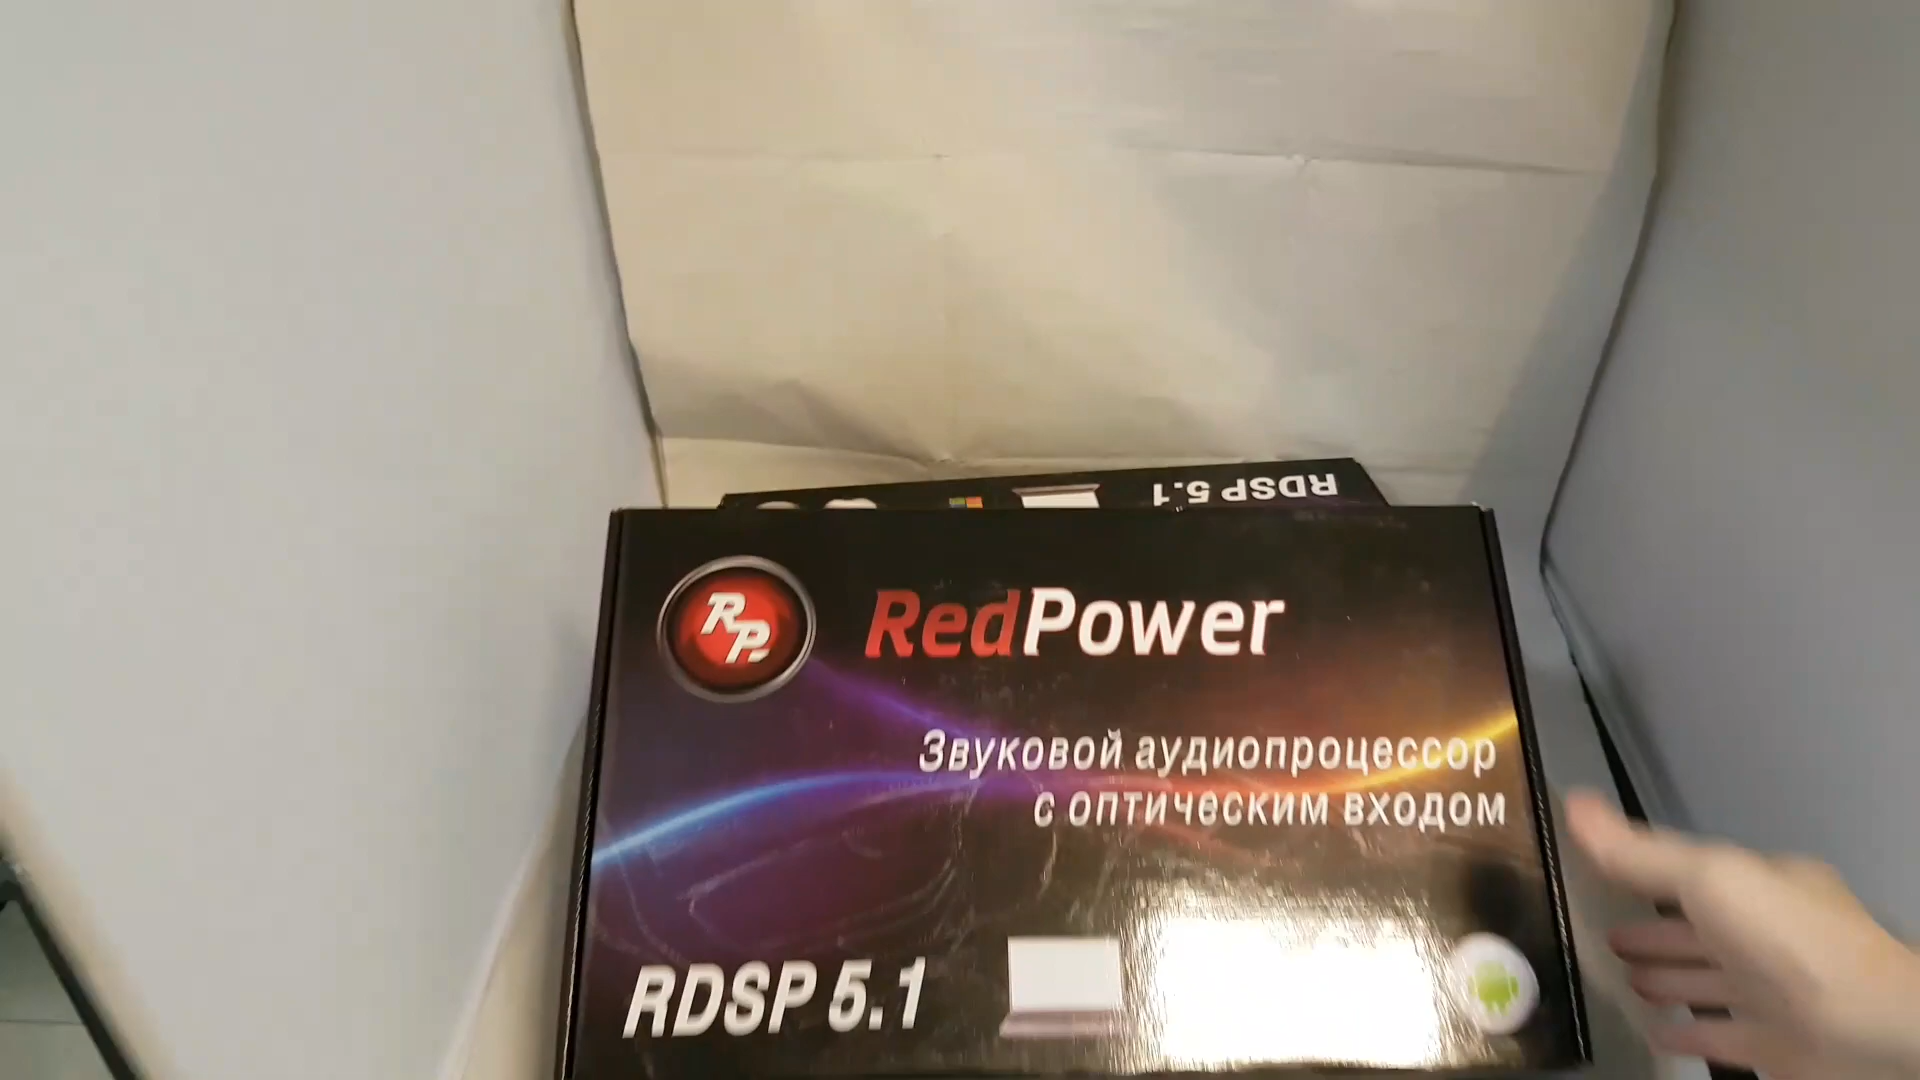 RDSP 5.1
RP
RedPower
Звуковой аудиопроцессор
с оптическим входом
RDSP 5.1